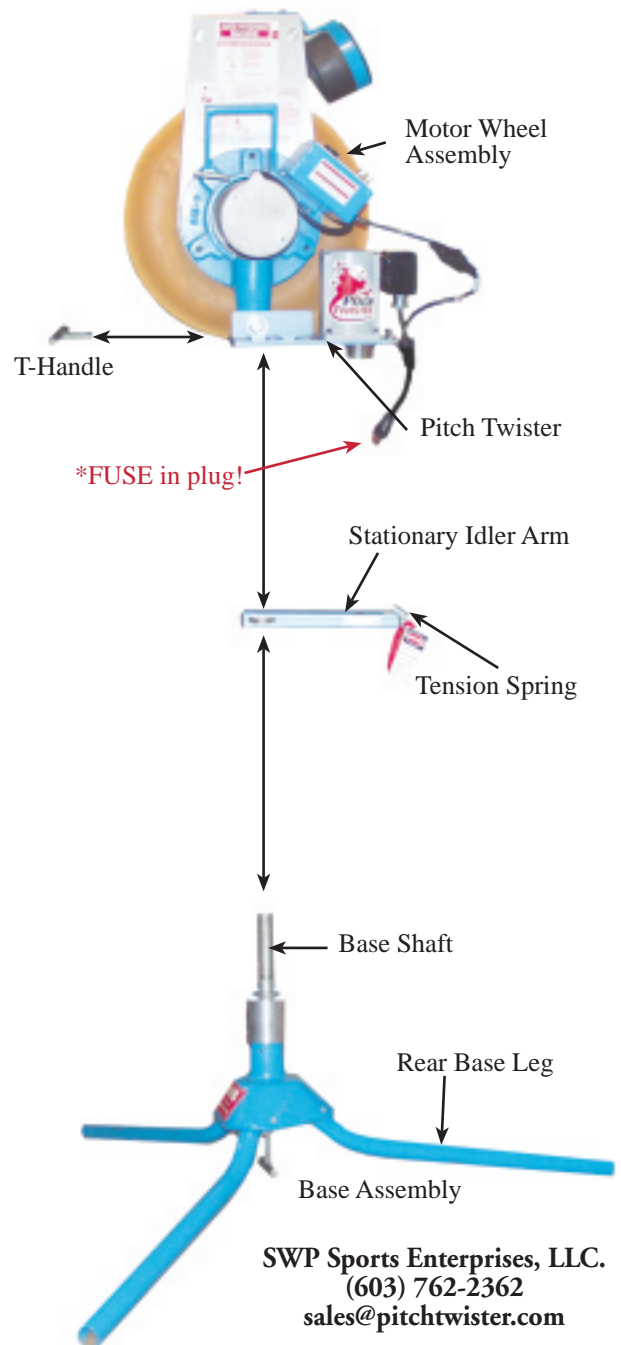 Motor Wheel
Assembly
T-Handle
Pitch Twister
*FUSE in plug!
Stationary Idler Arm
Tension Spring
Base Shaft
Rear Base Leg
Base Assembly
SWP Sports Enterprises, LLC.
(603) 762-2362
sales@pitchtwister.com